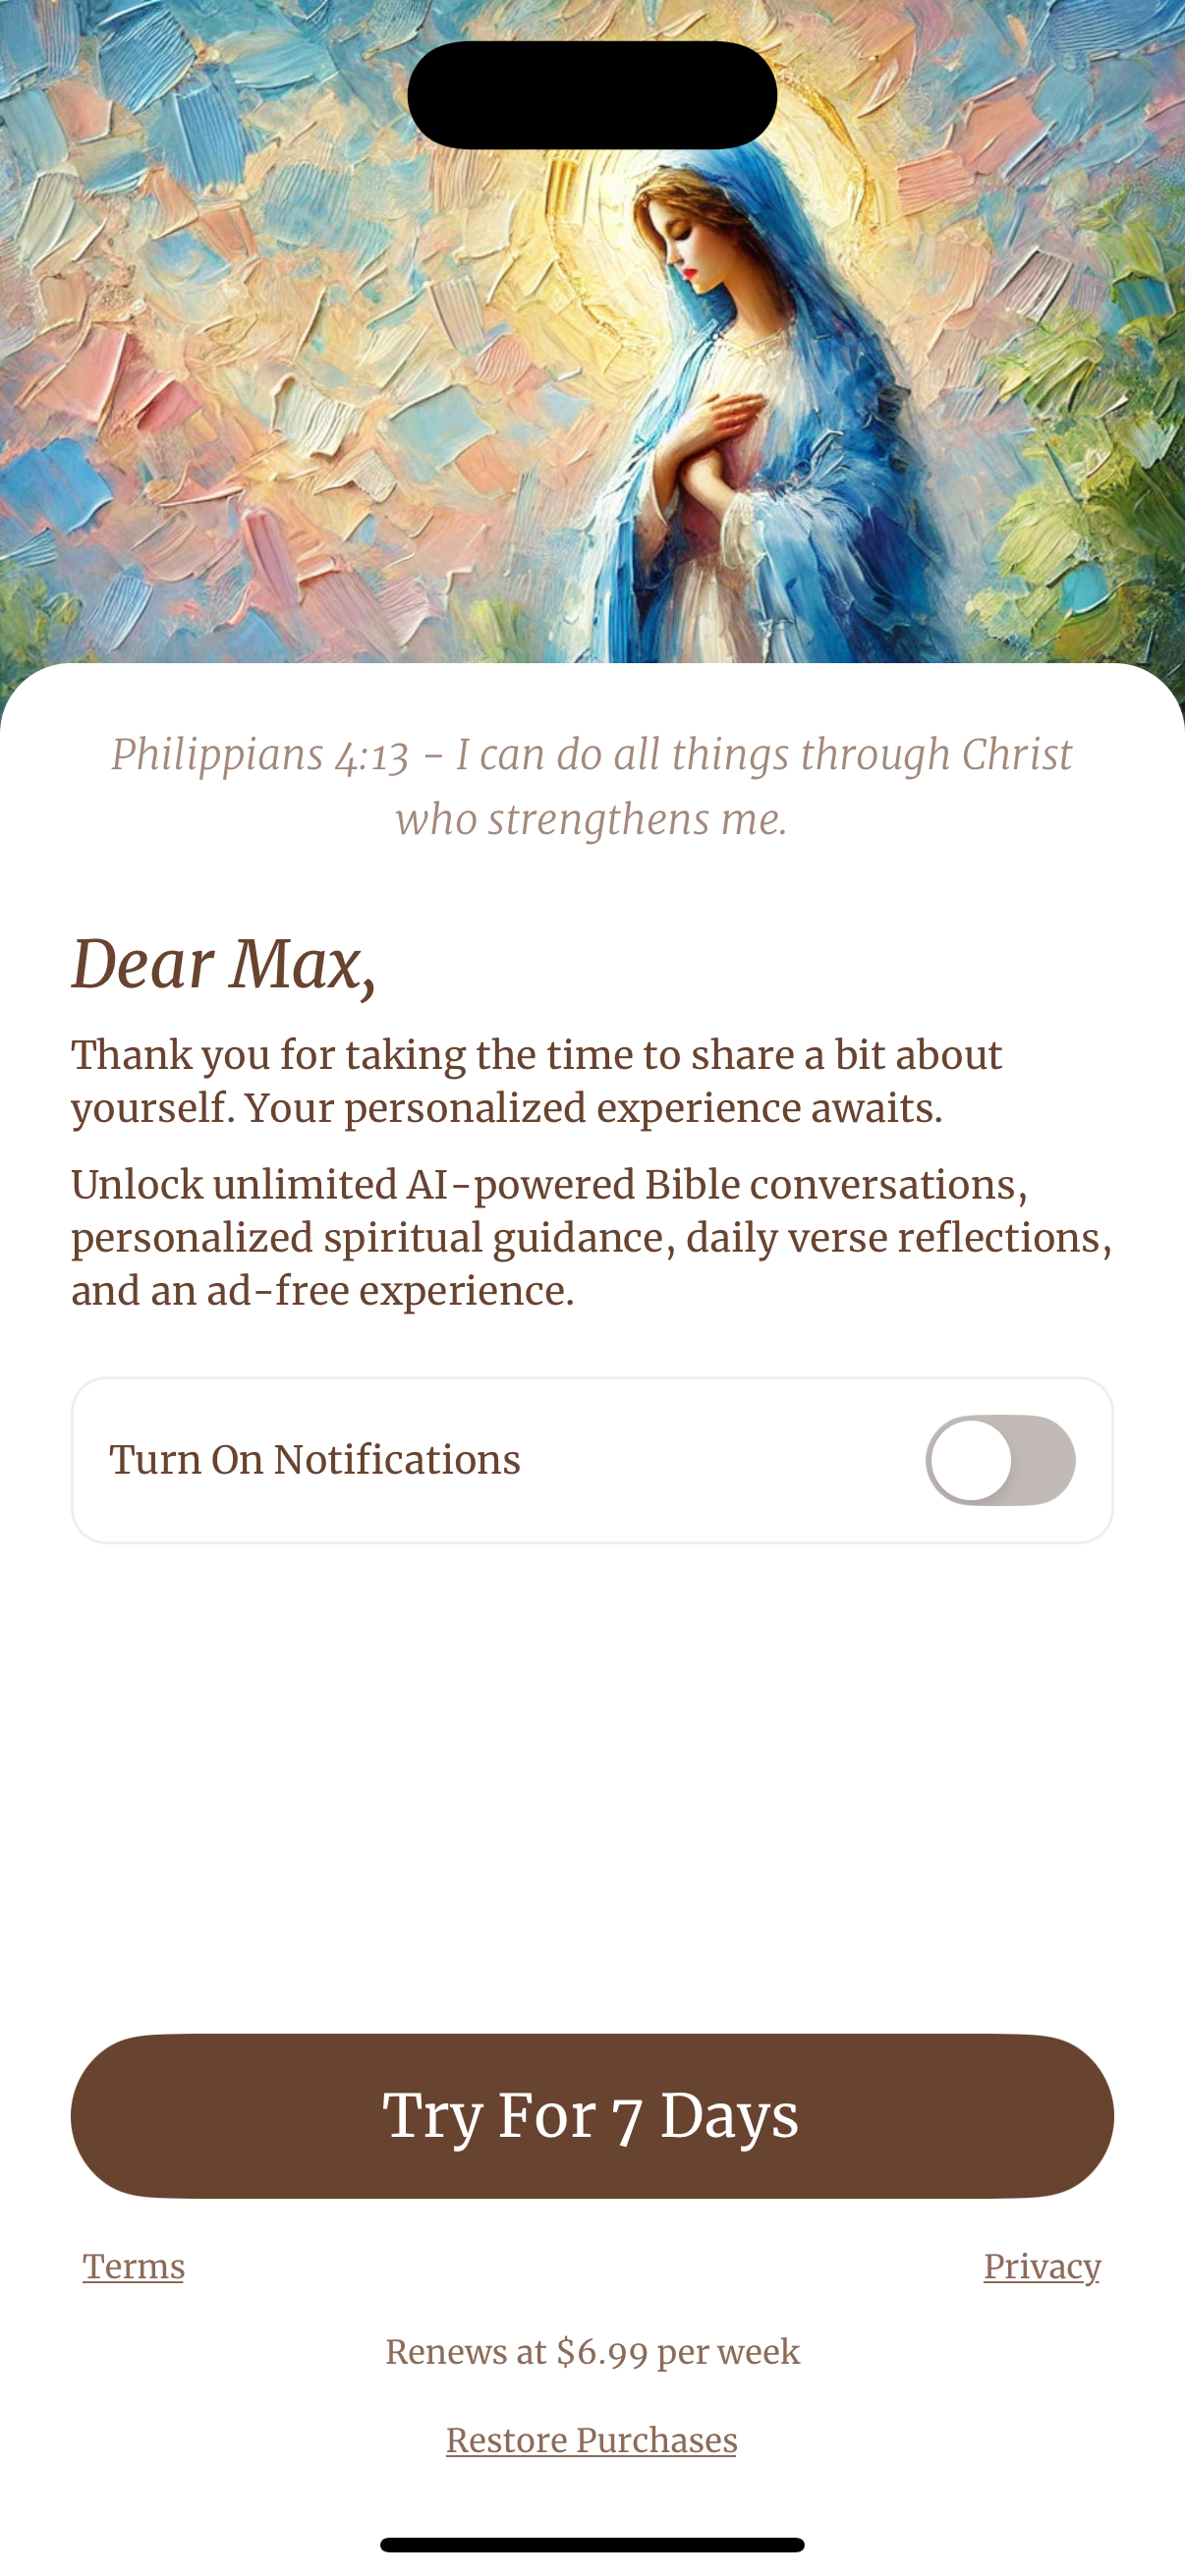 Philippians 4:13 - I can do all things through Christ
who strengthens me.
Dear Max,
Thank you for taking the time to share a bit about
yourself. Your personalized experience awaits.
Unlock unlimited AI-powered Bible conversations,
personalized spiritual guidance, daily verse reflections,
and an ad-free experience.
Turn On Notifications
Try For 7 Days
Terms
Privacy
Renews at $6.99 per week
Restore Purchases